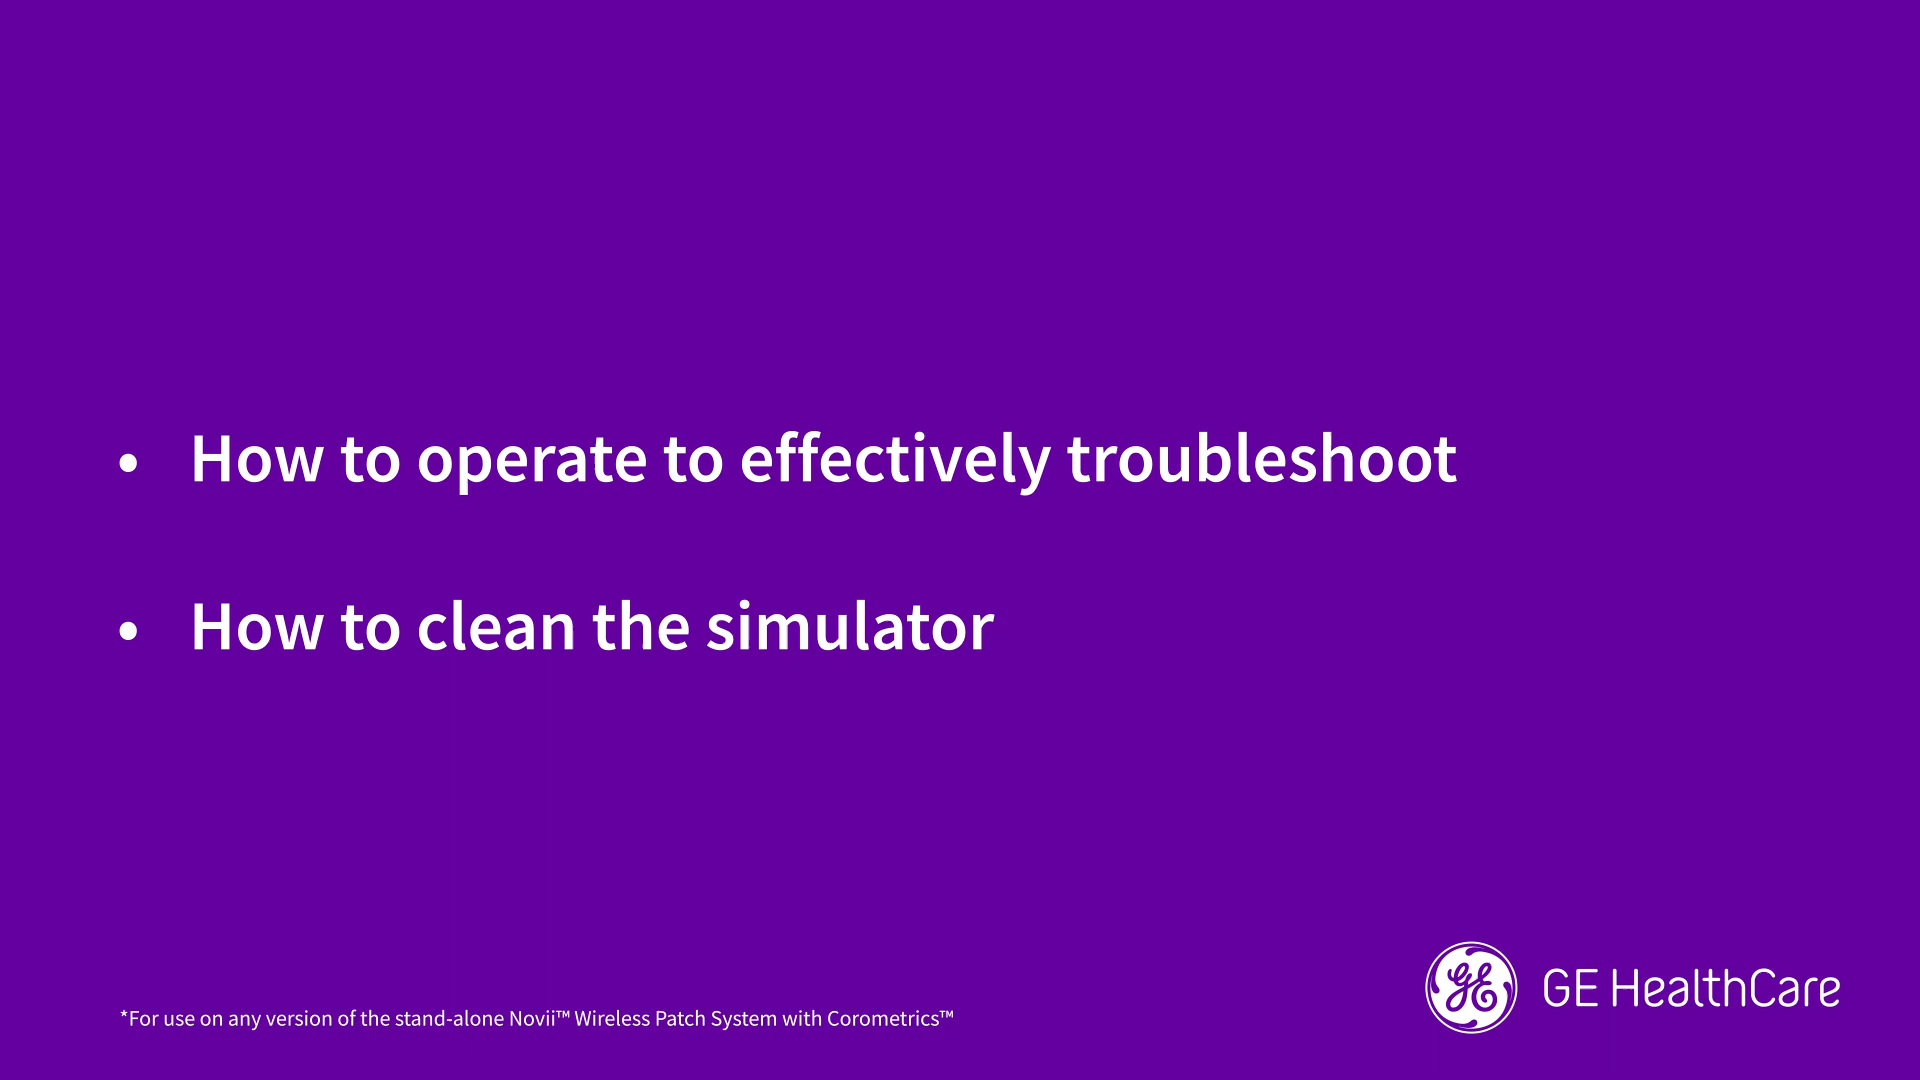 • How to operate to effectively troubleshoot
• How to clean the simulator
*For use on any version of the stand-alone Novii™ Wireless Patch System with Corometrics™
GE GE HealthCare